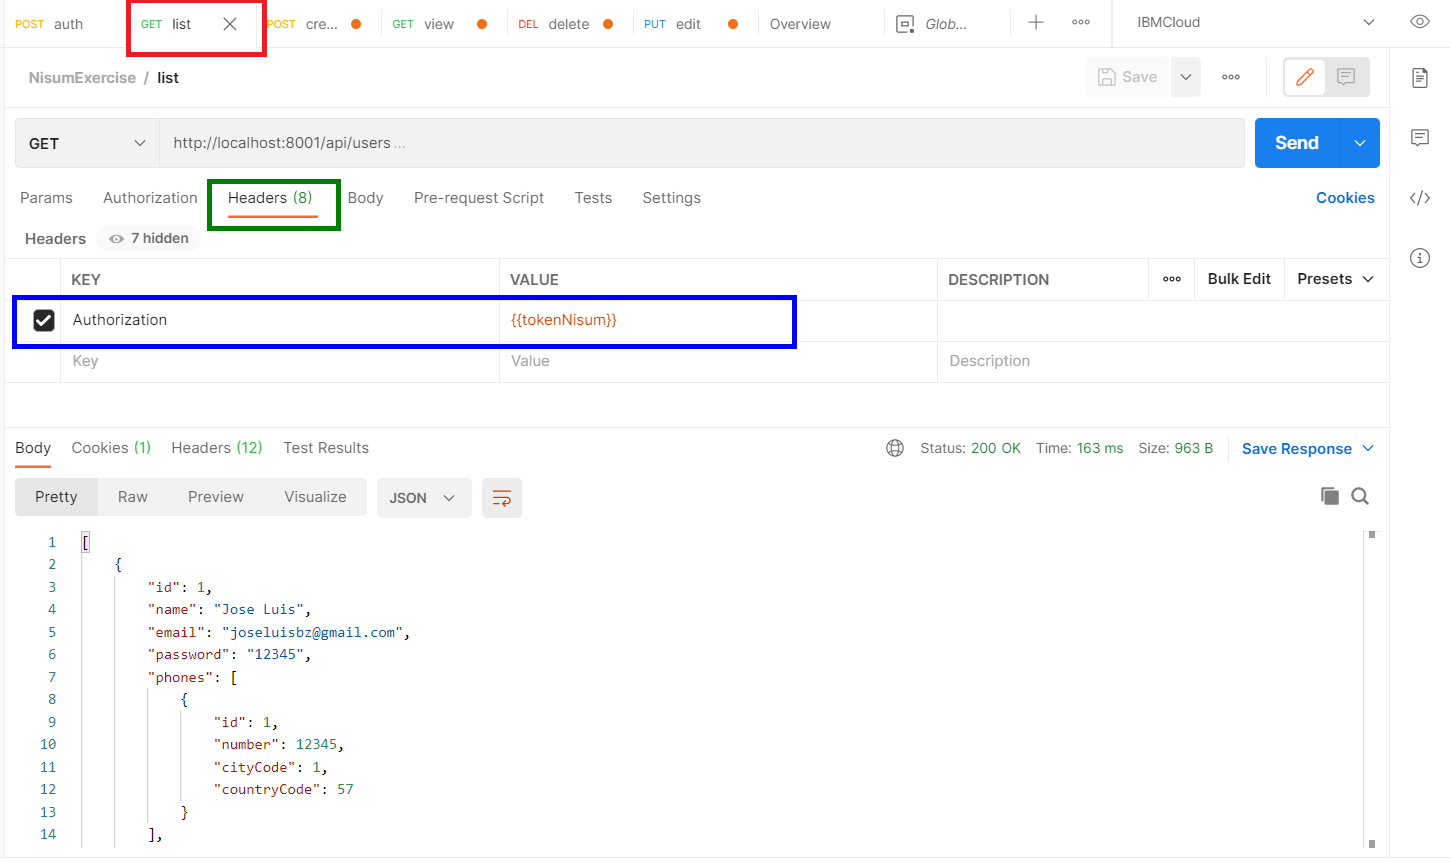 POST auth GET list POST cre... GET view DEL delete PUT edit Overview Glob... IBMCloud
NisumExercise / list Save
GET http://localhost:8001/api/users ... Send
Params Authorization Headers (8) Body Pre-request Script Tests Settings Cookies
Headers 7 hidden
KEY VALUE DESCRIPTION Bulk Edit Presets
Authorization {{tokenNisum}}
Key Value Description
Body Cookies (1) Headers (12) Test Results Status: 200 OK Time: 163 ms Size: 963 B Save Response
Pretty Raw Preview Visualize JSON
1 [
2 {
3 "id": 1,
4 "name": "Jose Luis",
5 "email": "joseluisbz@gmail.com",
6 "password": "12345",
7 "phones": [
8 {
9 "id": 1,
10 "number": 12345,
11 "cityCode": 1,
12 "countryCode": 57
13 }
14 ],